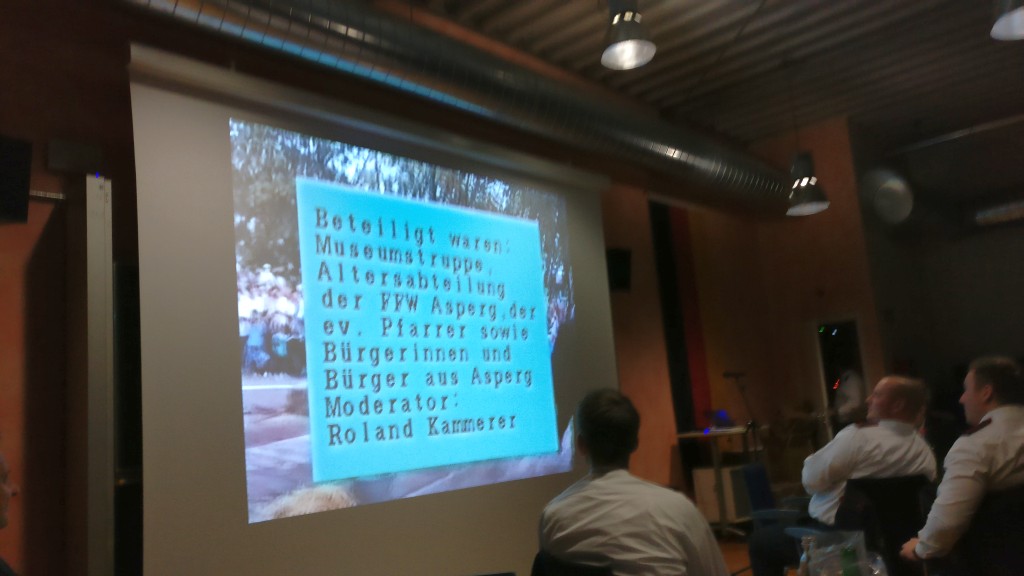 Beteiligt waren:
Museumstruppe,
Altersabteilung
der FFW Asperg,der
ev. Pfarrer sowie
Bürgerinnen und
Bürger aus Asperg
Moderator:
Roland Kammerer